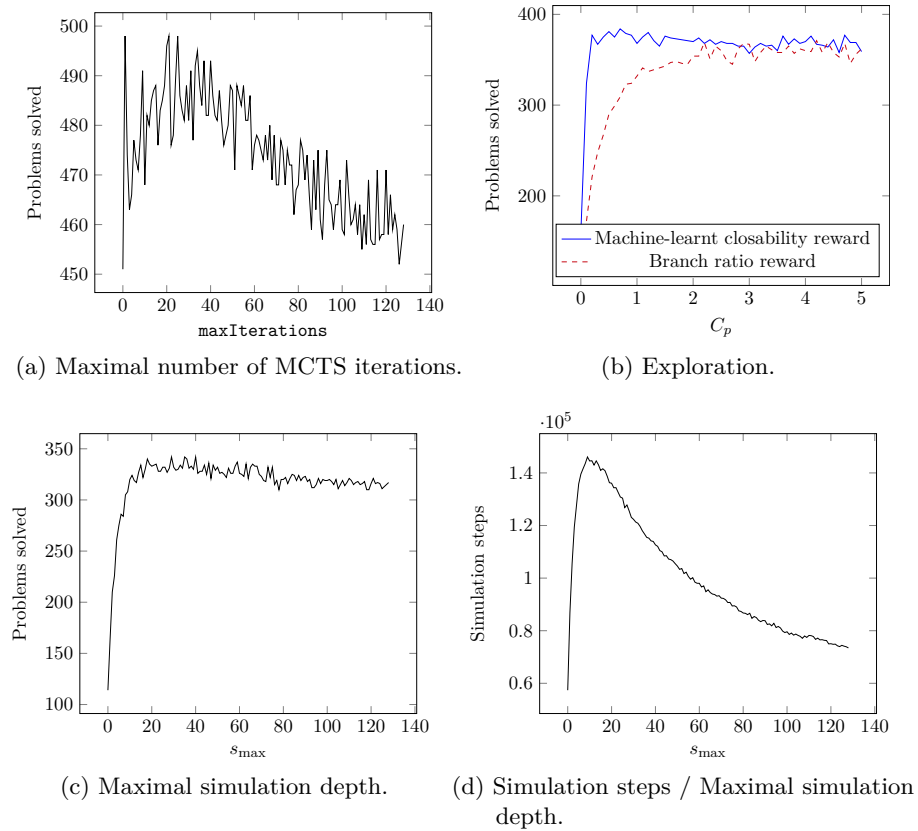 500
490
480
470
460
450
Problems solved
0 20 40 60 80 100 120 140
maxIterations
(a) Maximal number of MCTS iterations.
400
300
200
Problems solved
Machine-learnt closability reward
Branch ratio reward
0 1 2 3 4 5
C_p
(b) Exploration.
350
300
250
200
150
100
Problems solved
0 20 40 60 80 100 120 140
s_max
(c) Maximal simulation depth.
·10^5
1.4
1.2
1
0.8
0.6
Simulation steps
0 20 40 60 80 100 120 140
s_max
(d) Simulation steps / Maximal simulation
depth.